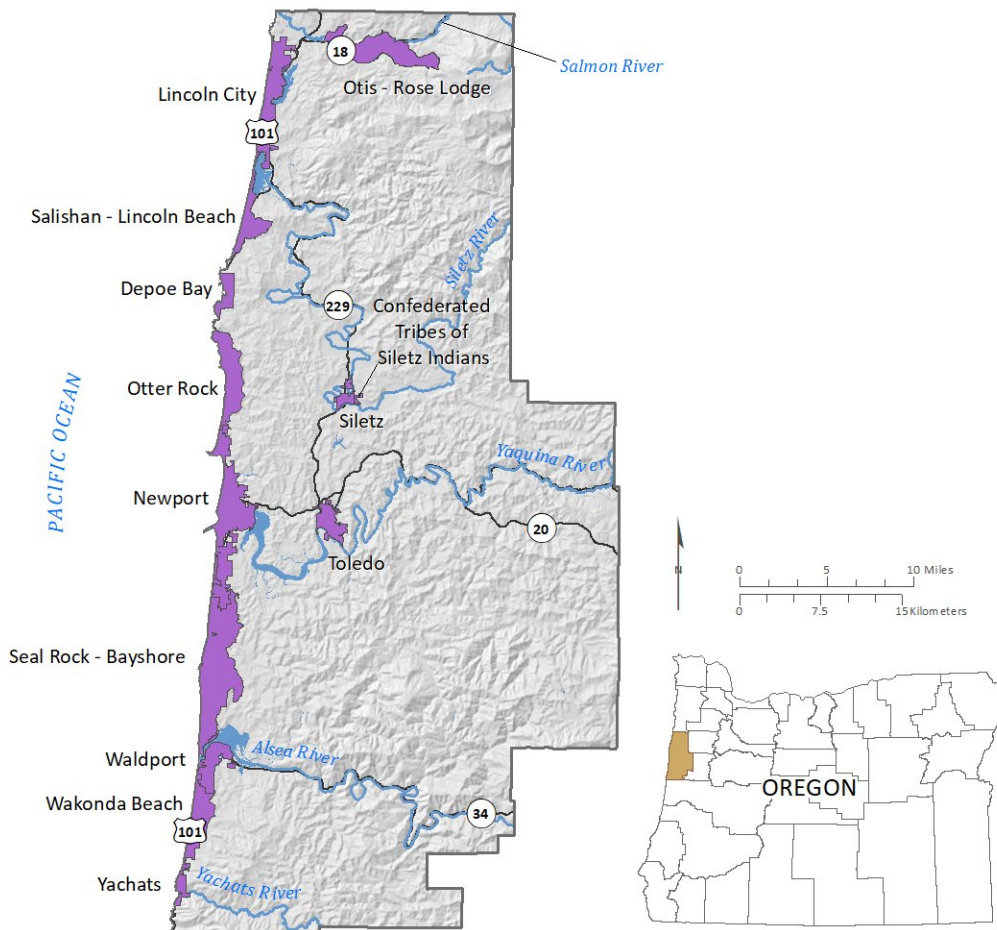 18
Salmon River
Otis - Rose Lodge
Lincoln City
101
Salishan - Lincoln Beach
Siletz River
Depoe Bay
229
Confederated
Tribes of
Siletz Indians
Otter Rock
PACIFIC OCEAN
Siletz
Yaquina River
Newport
20
Toledo
N
0 5 10 Miles
0 7.5 15 Kilometers
Seal Rock - Bayshore
Waldport
Alsea River
OREGON
Wakonda Beach
34
101
Yachats
Yachats River